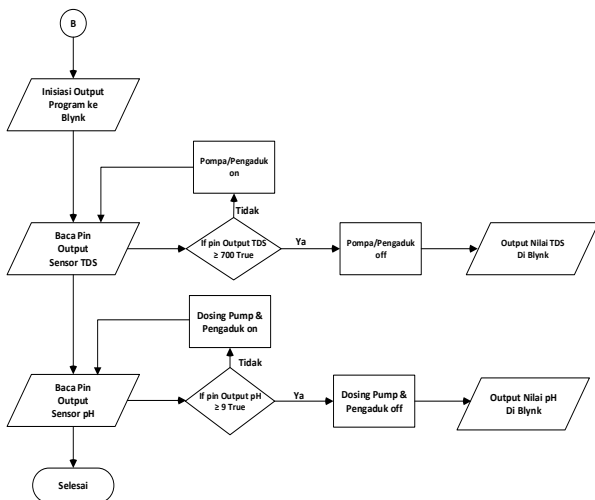 B
Inisiasi Output
Program ke
Blynk
Pompa/Pengaduk
on
Tidak
Baca Pin
Output
Sensor TDS
If pin Output TDS
≥ 700 True
Ya
Pompa/Pengaduk
off
Output Nilai TDS
Di Blynk
Dosing Pump &
Pengaduk on
Tidak
Baca Pin
Output
Sensor pH
If pin Output pH
≥ 9 True
Ya
Dosing Pump &
Pengaduk off
Output Nilai pH
Di Blynk
Selesai